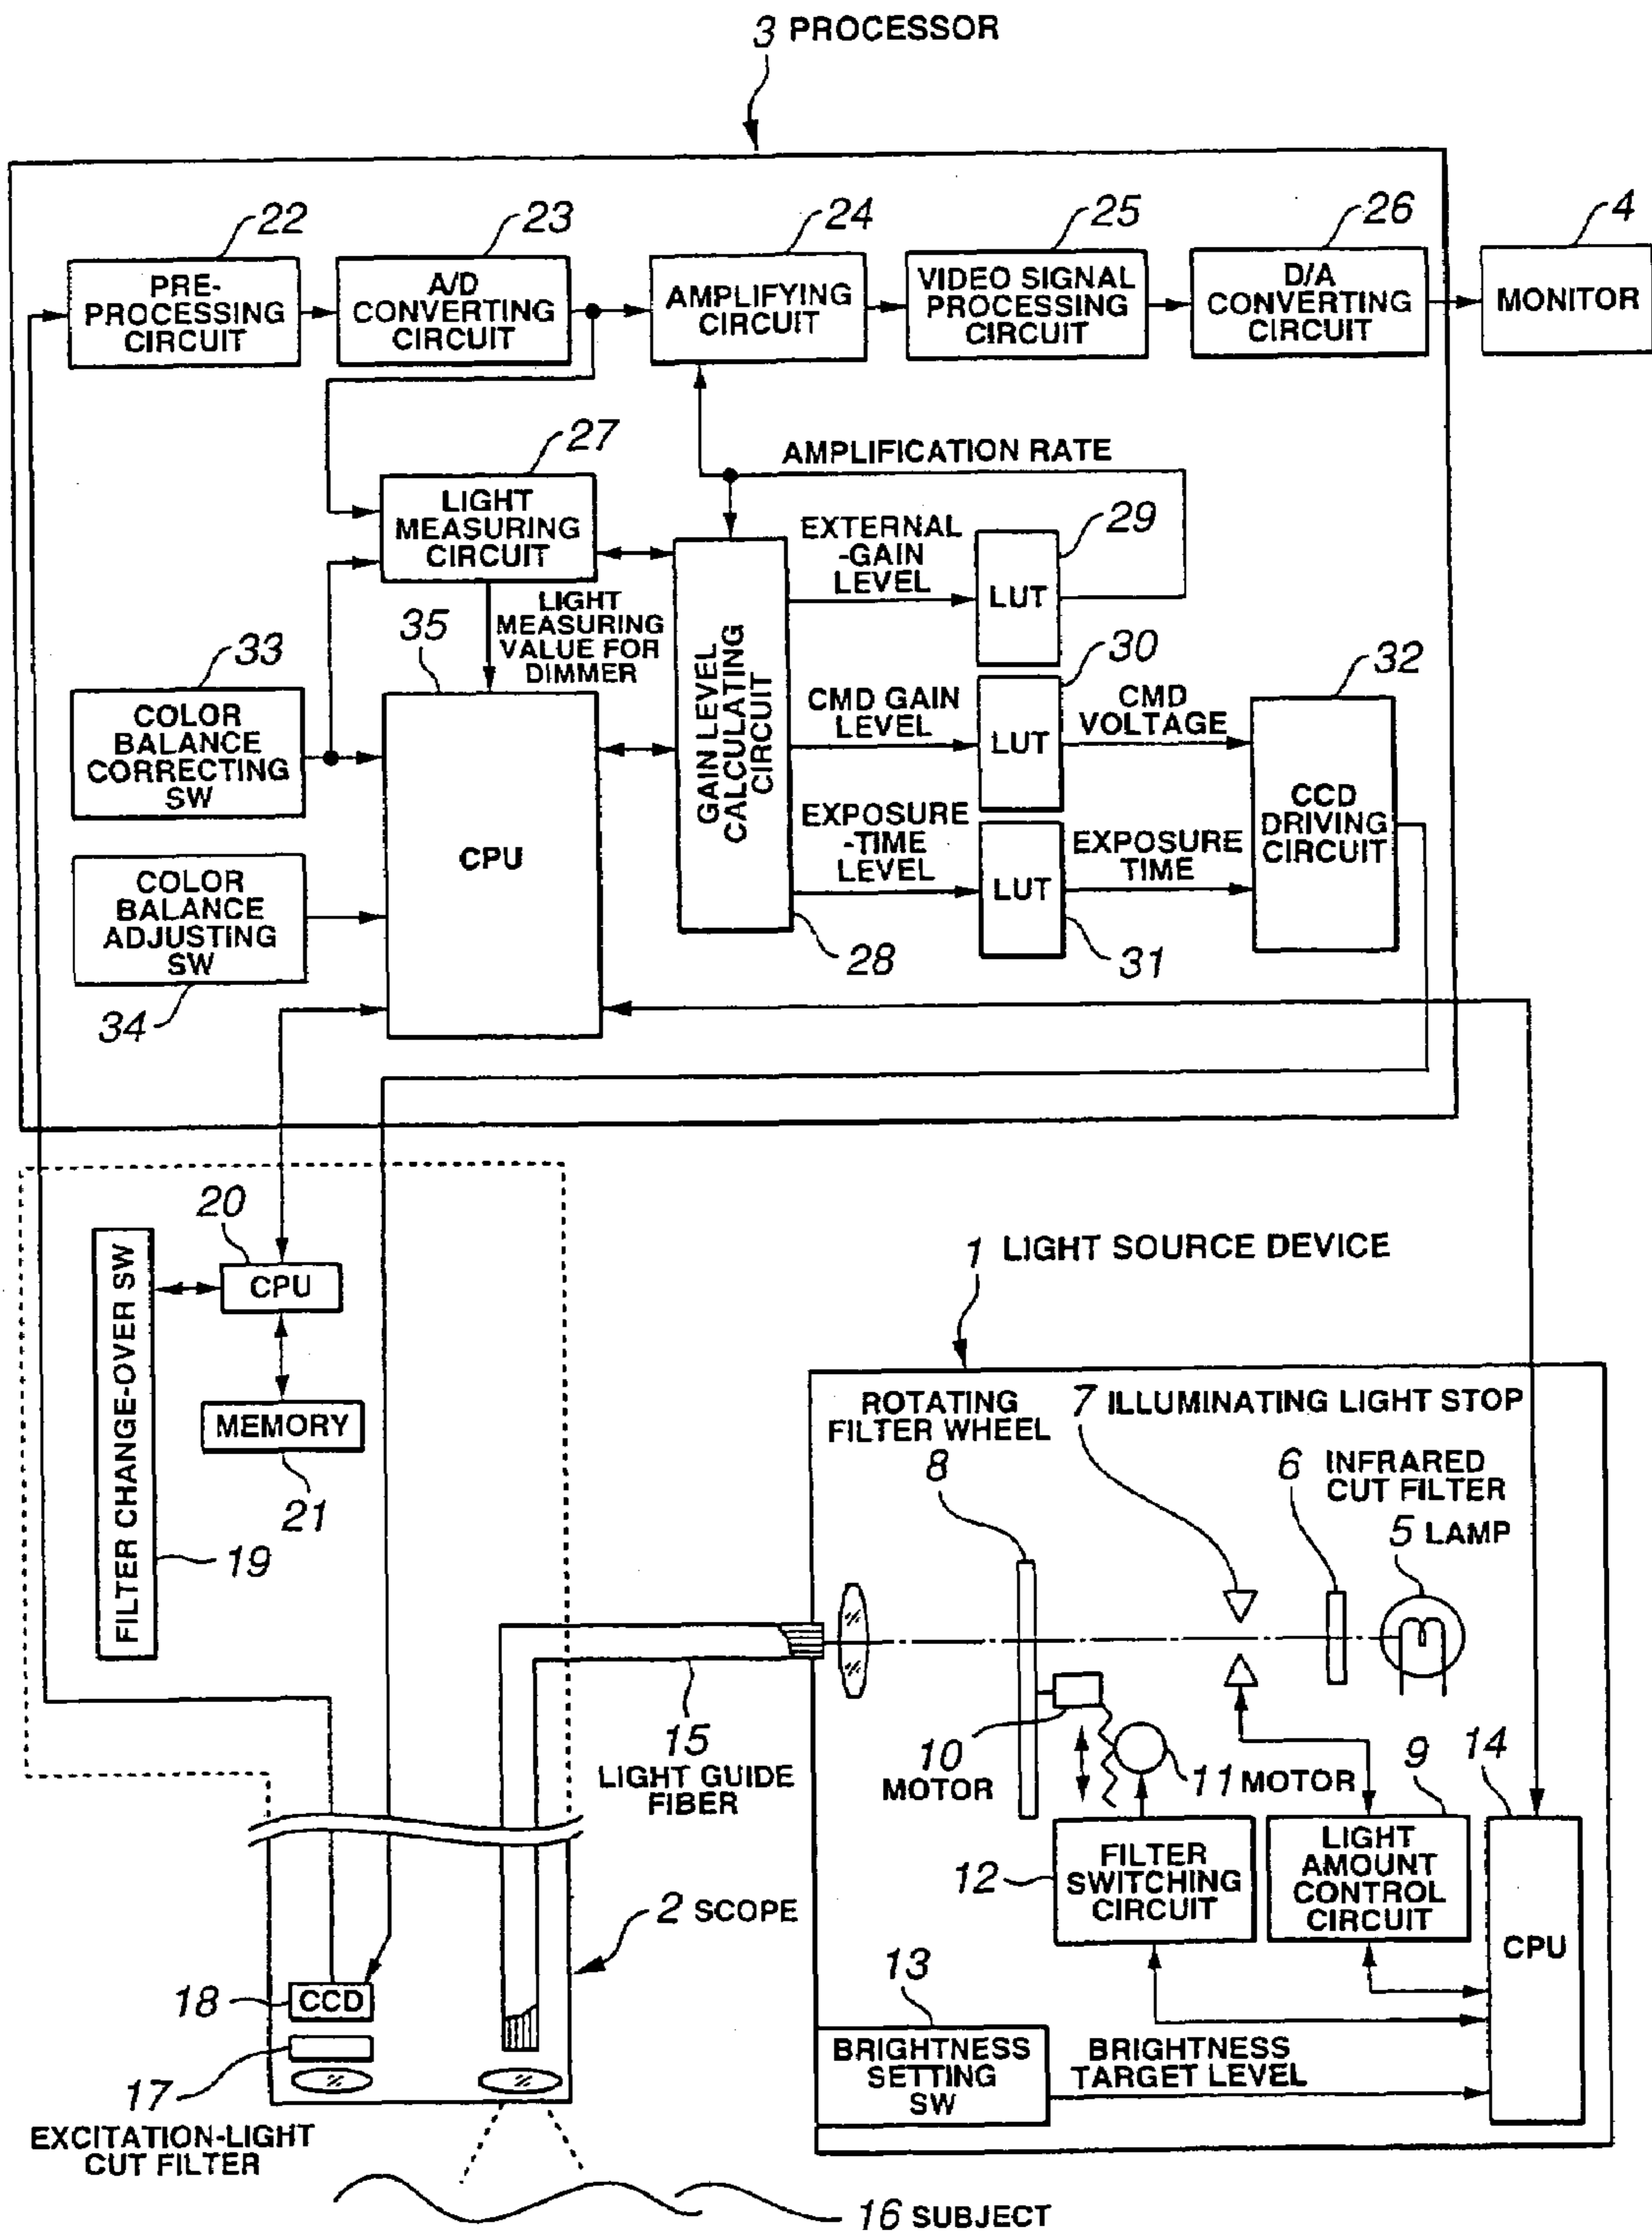 3 PROCESSOR
22
23
24
25
26
4
PRE-
PROCESSING
CIRCUIT
A/D
CONVERTING
CIRCUIT
AMPLIFYING
CIRCUIT
VIDEO SIGNAL
PROCESSING
CIRCUIT
D/A
CONVERTING
CIRCUIT
MONITOR
27
AMPLIFICATION RATE
LIGHT
MEASURING
CIRCUIT
EXTERNAL
-GAIN
LEVEL
29
LUT
LIGHT
MEASURING
VALUE FOR
DIMMER
35
33
30
32
COLOR
BALANCE
CORRECTING
SW
GAIN LEVEL
CALCULATING
CIRCUIT
CMD GAIN
LEVEL
LUT
CMD
VOLTAGE
CPU
EXPOSURE
-TIME
LEVEL
LUT
EXPOSURE
TIME
CCD
DRIVING
CIRCUIT
COLOR
BALANCE
ADJUSTING
SW
28
31
34
20
FILTER CHANGE-OVER SW
CPU
1 LIGHT SOURCE DEVICE
MEMORY
21
19
ROTATING
FILTER WHEEL
8
7 ILLUMINATING LIGHT STOP
6 INFRARED
CUT FILTER
5 LAMP
15
LIGHT GUIDE
FIBER
10
MOTOR
11 MOTOR
9
14
12
FILTER
SWITCHING
CIRCUIT
LIGHT
AMOUNT
CONTROL
CIRCUIT
CPU
2 SCOPE
18
CCD
13
17
EXCITATION-LIGHT
CUT FILTER
BRIGHTNESS
SETTING
SW
BRIGHTNESS
TARGET LEVEL
16 SUBJECT